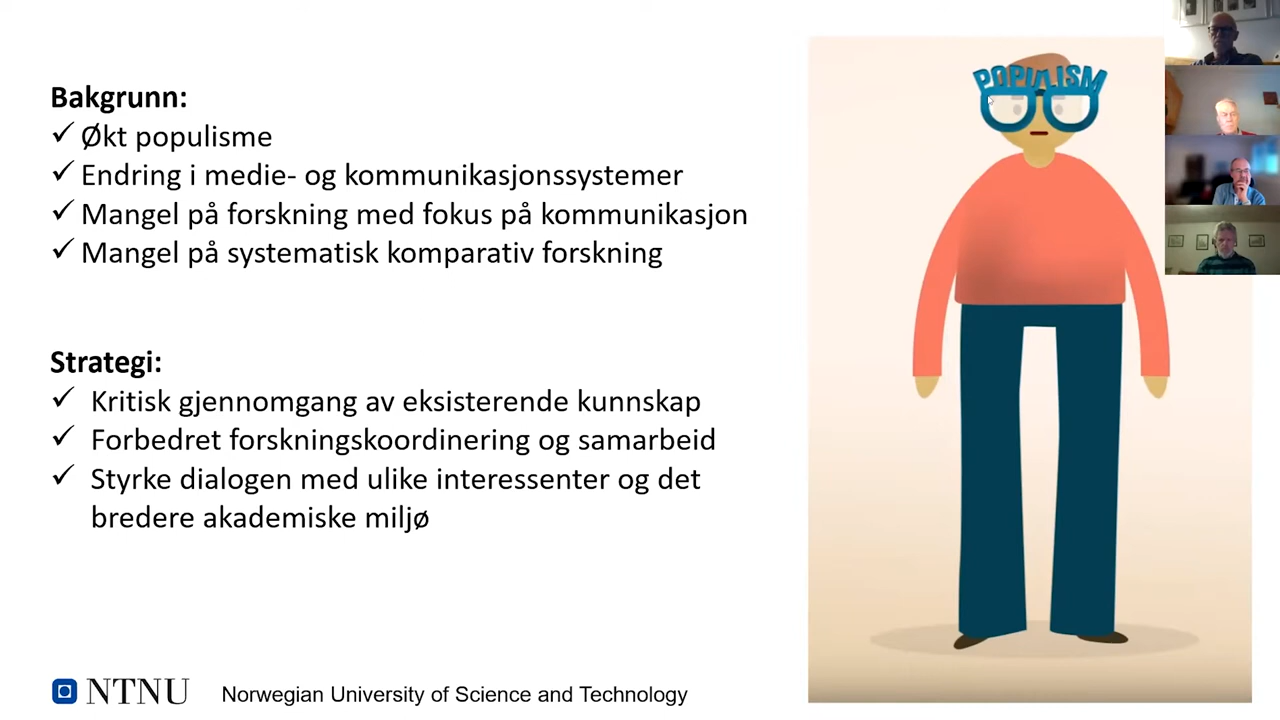 Bakgrunn:
✓ Økt populisme
✓ Endring i medie- og kommunikasjonssystemer
✓ Mangel på forskning med fokus på kommunikasjon
✓ Mangel på systematisk komparativ forskning
Strategi:
✓ Kritisk gjennomgang av eksisterende kunnskap
✓ Forbedret forskningskoordinering og samarbeid
✓ Styrke dialogen med ulike interessenter og det
bredere akademiske miljø
POPULISM
NTNU Norwegian University of Science and Technology